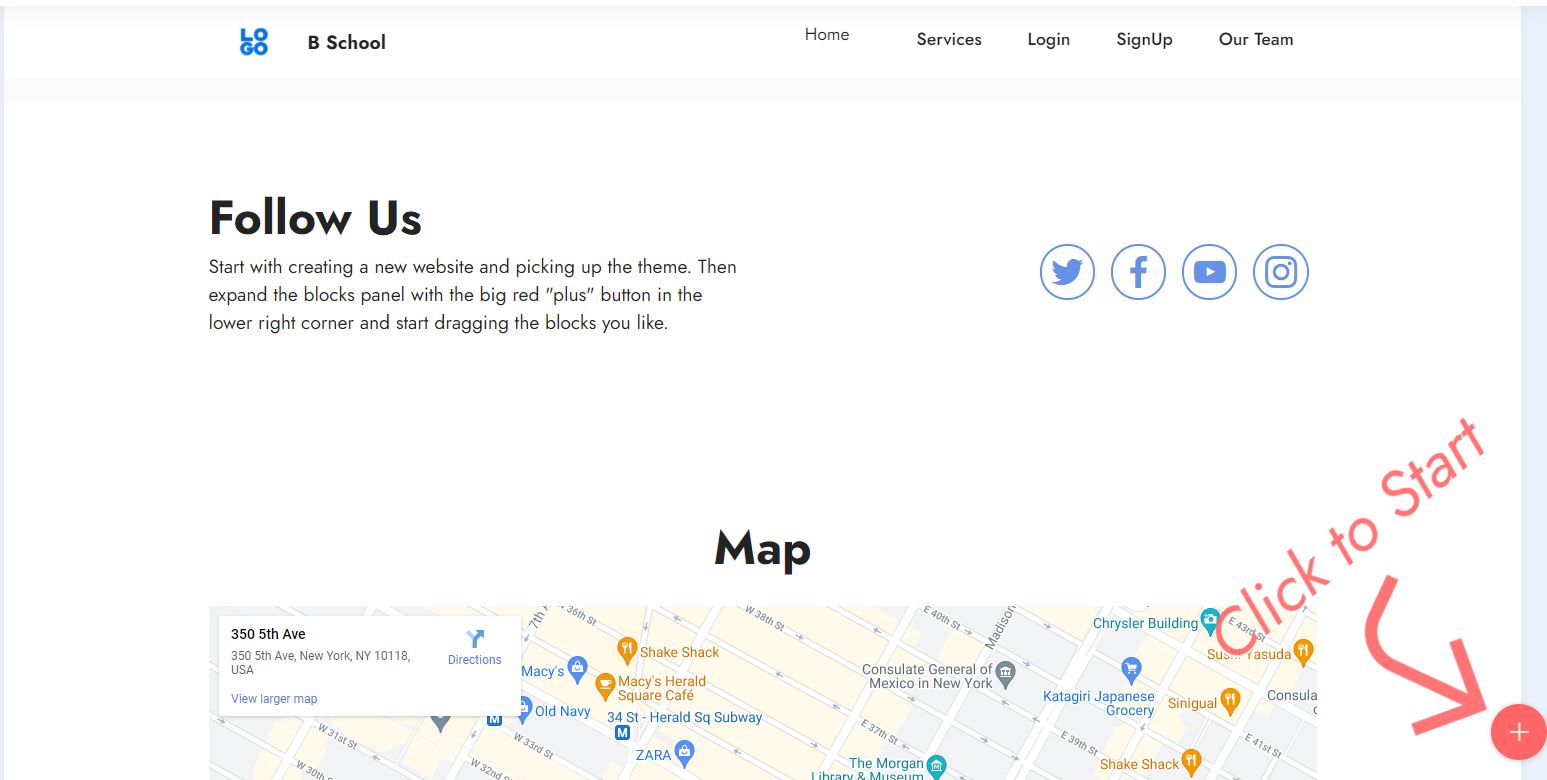 LO
GO
B School
Home
Services
Login
SignUp
Our Team
Follow Us
Start with creating a new website and picking up the theme. Then
expand the blocks panel with the big red "plus" button in the
lower right corner and start dragging the blocks you like.
Click to Start
Map
350 5th Ave
350 5th Ave, New York, NY 10118,
USA
Directions
View larger map
W 36th St
W 38th St
E 40th St
Madison
Chrysler Building
E 43rd St
Shake Shack
Macy's
Macy's Herald
Square Café
Consulate General of
Mexico in New York
Yasuda
Katagiri Japanese
Grocery
Sinigual
Consula
Old Navy
34 St - Herald Sq Subway
M
M
W 31st St
W 33rd St
E 37th St
E 39th St
E 41st St
ZARA
The Morgan
Library & Museum
Shake Shack
W 30th St
W 32nd St